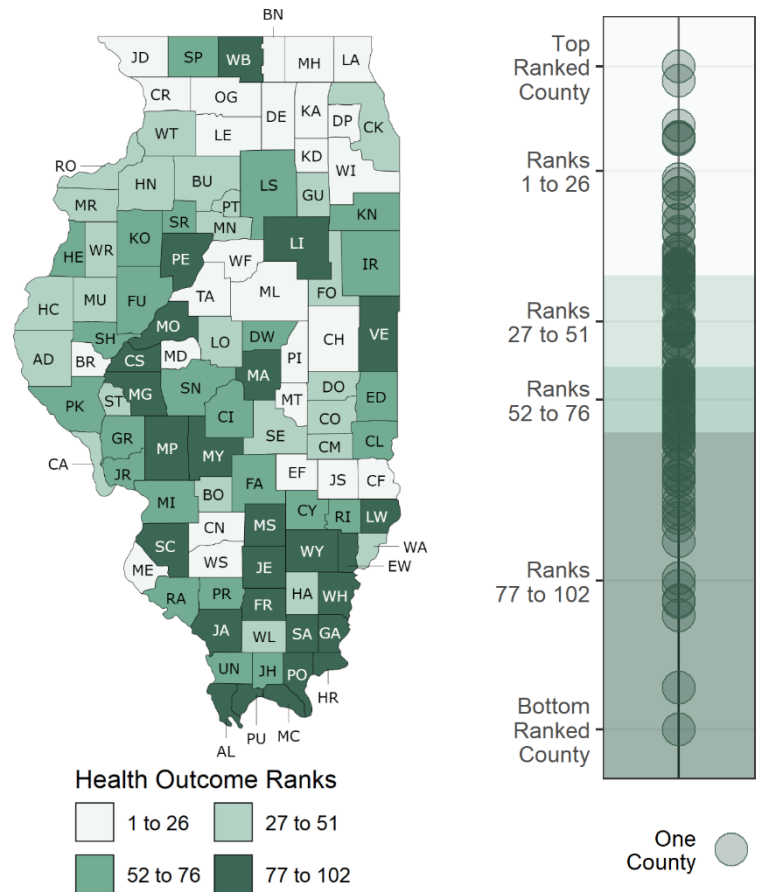 BN
JD SP WB MH LA
CR OG DE KA DP CK
WT LE
RO KD WI
HN BU LS GU
MR PT
SR MN KN
HE WR KO PE LI
WF IR
HC MU FU TA ML FO
MO
SH LO DW CH VE
AD BR CS MD PI
MA
PK ST MG SN MT DO ED
CI CO
GR SE CM CL
CA JR MP MY
EF JS CF
MI BO FA
CY RI LW
CN MS
SC WY WA
ME WS JE EW
RA PR FR HA WH
JA WL SA GA
UN JH PO
HR
AL PU MC
Health Outcome Ranks
1 to 26 27 to 51
52 to 76 77 to 102
Top
Ranked
County
Ranks
1 to 26
Ranks
27 to 51
Ranks
52 to 76
Ranks
77 to 102
Bottom
Ranked
County
One
County